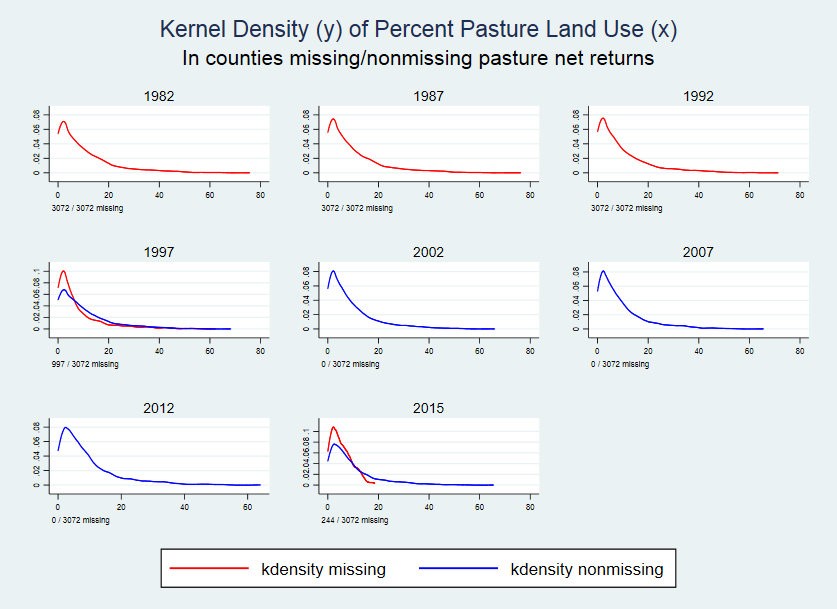 Kernel Density (y) of Percent Pasture Land Use (x)
In counties missing/nonmissing pasture net returns
1982
0 .02 .04 .06 .08
0 20 40 60 80
3072 / 3072 missing
1987
0 .02 .04 .06 .08
0 20 40 60 80
3072 / 3072 missing
1992
0 .02 .04 .06 .08
0 20 40 60 80
3072 / 3072 missing
1997
0 .02 .04 .06 .08 .1
0 20 40 60 80
997 / 3072 missing
2002
0 .02 .04 .06 .08
0 20 40 60 80
0 / 3072 missing
2007
0 .02 .04 .06 .08
0 20 40 60 80
0 / 3072 missing
2012
0 .02 .04 .06 .08
0 20 40 60
0 / 3072 missing
2015
0 .02 .04 .06 .08 .1
0 20 40 60 80
244 / 3072 missing
kdensity missing
kdensity nonmissing